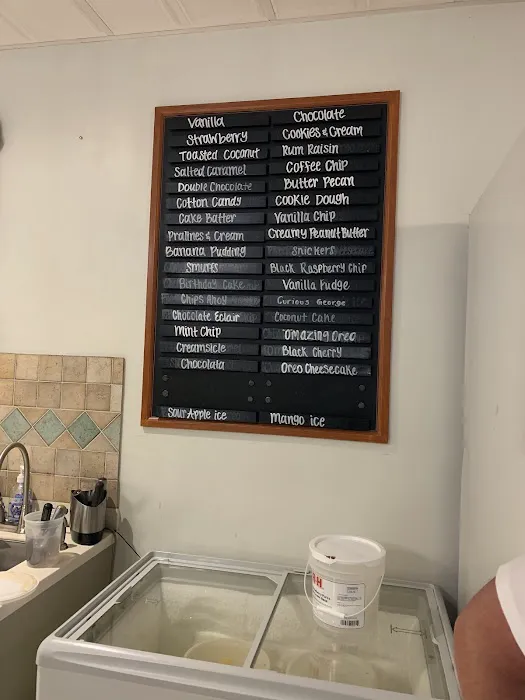 Vanilla
Chocolate
Strawberry
Cookies & Cream
Toasted Coconut
Rum Raisin
Salted Caramel
Coffee Chip
Double Chocolate
Butter Pecan
Cotton Candy
Cookie Dough
Cake Batter
Vanilla Chip
Pralines & Cream
Creamy Peanut Butter
Banana Pudding
Snickers
Smurfs
Black Raspberry Chip
Birthday Cake
Vanilla Fudge
Chips Ahoy
Curious George
Chocolate Eclair
Coconut Cake
Mint Chip
Omazing Oreo
Creamsicle
Black Cherry
Chocolata
Oreo Cheesecake
Sour Apple ice
Mango ice